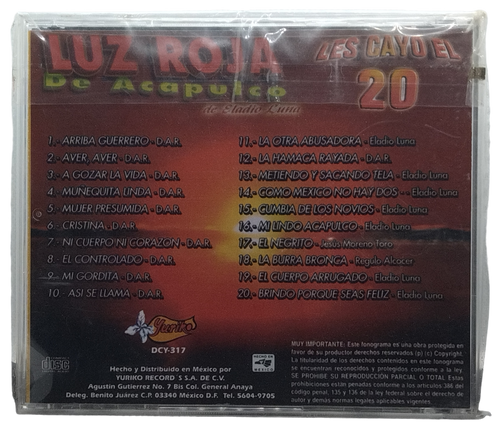 LUZ ROJA
De Acapulco
de Eladio Luna
LES CAYO EL
20
1.- ARRIBA GUERRERO - D.A.R.
2.- AVER, AVER - D.A.R.
3.- A GOZAR LA VIDA - D.A.R.
4.- MUÑEQUITA LINDA - D.A.R.
5.- MUJER PRESUMIDA - D.A.R.
6.- CRISTINA - D.A.R.
7.- NI CUERPO NI CORAZON - D.A.R.
8.- EL CONTROLADO - D.A.R.
9.- MI GORDITA - D.A.R.
10.- ASI SE LLAMA - D.A.R.
11.- LA OTRA ABUSADORA - Eladio Luna
12.- LA HAMACA RAYADA - D.A.R.
13.- METIENDO Y SACANDO TELA - Eladio Luna
14.- COMO MEXICO NO HAY DOS - Eladio Luna
15.- CUMBIA DE LOS NOVIOS - Eladio Luna
16.- MI LINDO ACAPULCO - Eladio Luna
17.- EL NEGRITO - Jesus Moreno Toro
18.- LA BURRA BRONCA - Regulo Alcocer
19.- EL CUERPO ARRUGADO - Eladio Luna
20.- BRINDO PORQUE SEAS FELIZ - Eladio Luna
Yuriko
DCY-317
COMPACT
disc
DIGITAL AUDIO
Hecho y Distribuido en México por
YURIKO RECORD S S.A. DE C.V.
Agustin Gutierrez No. 7 Bis Col. General Anaya
Deleg. Benito Juárez C.P. 03340 México D.F. Tel. 5604-9705
HECHO EN
MEXICO
MUY IMPORTANTE: Este fonograma es una obra protegida en
favor de su productor derechos reservados (p) (c) Copyright.
La titularidad de los derechos contenidos en este fonograma
se encuentran reconocidos y protegidos conforme a la ley.
SE PROHIBE SU REPRODUCCION PARCIAL O TOTAL. Estas
prohibiciones están penadas conforme a los articulos 386 del
código penal, 135 y 136 de la ley federal sobre el derecho de
autor y demás normas legales aplicables vigentes.